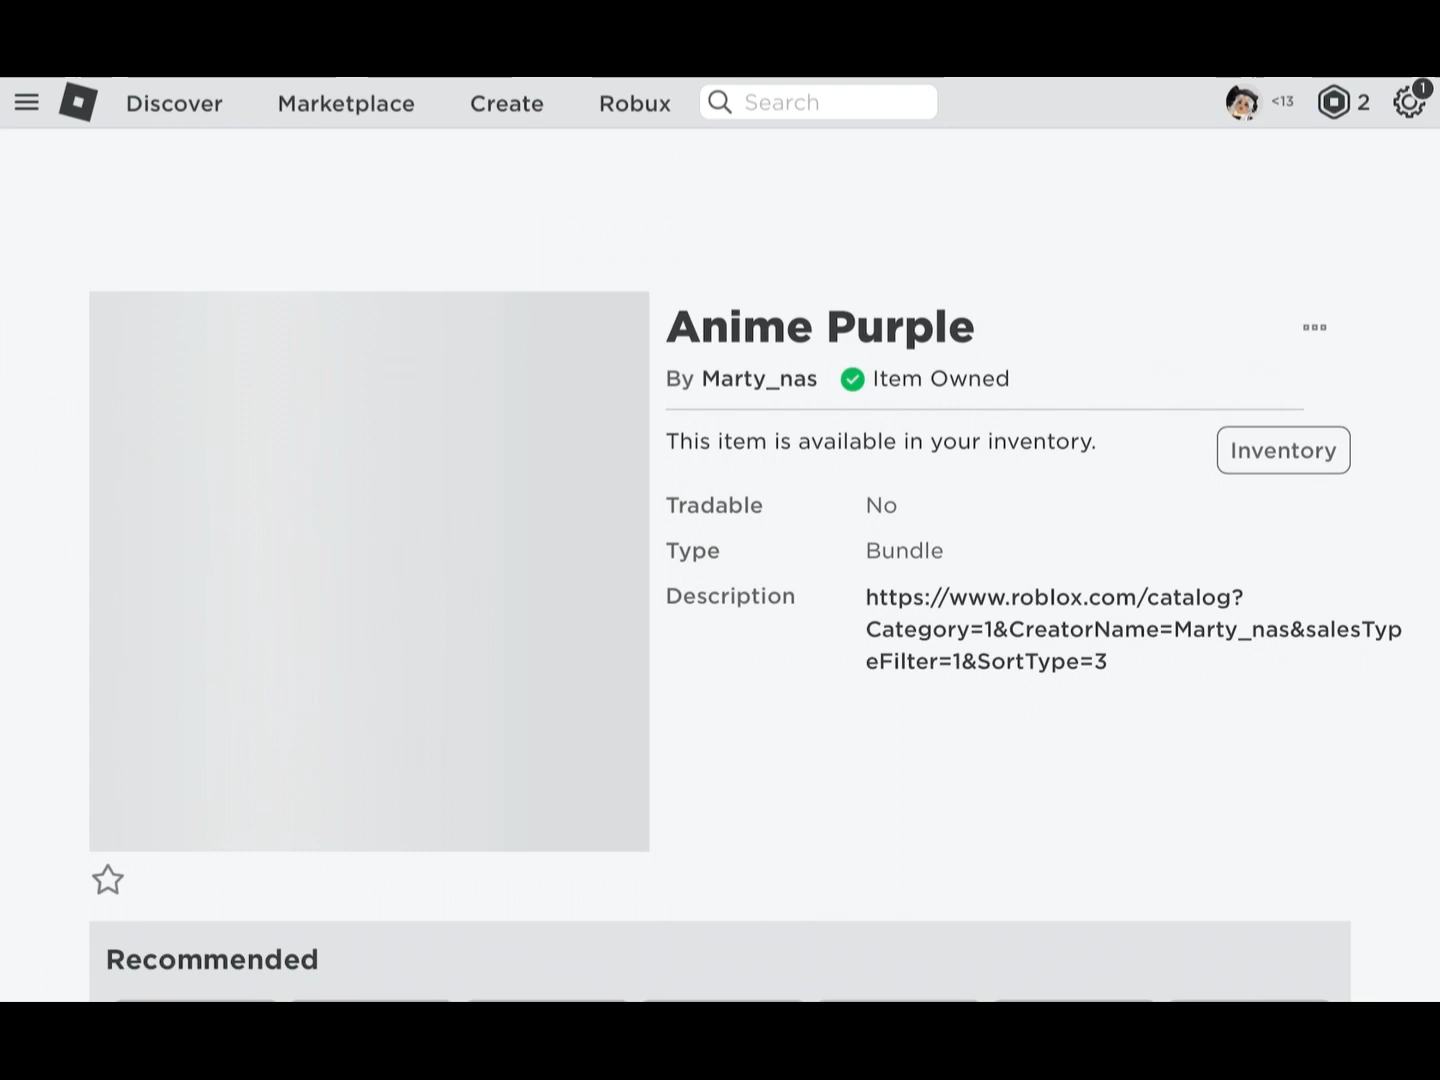 Discover Marketplace Create Robux Search <13 2 1
Anime Purple
By Marty_nas Item Owned
This item is available in your inventory. Inventory
Tradable No
Type Bundle
Description https://www.roblox.com/catalog?
Category=1&CreatorName=Marty_nas&salesTyp
eFilter=1&SortType=3
Recommended